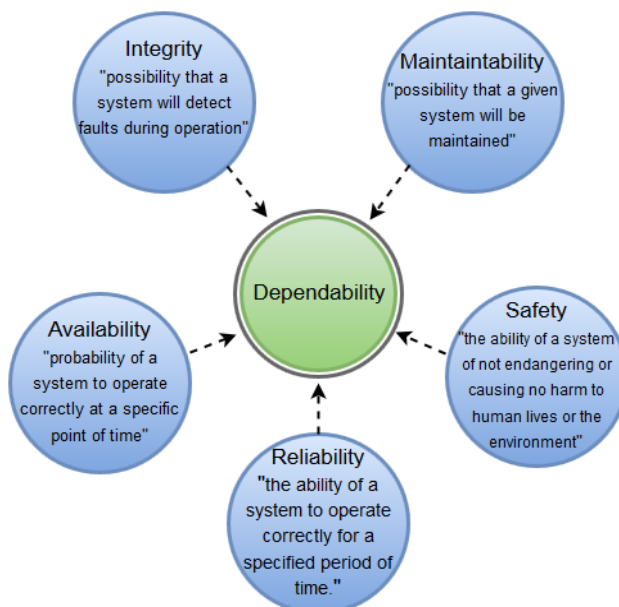 Integrity
"possibility that a
system will detect
faults during operation"
Maintaintability
"possibility that a given
system will be
maintained"
Dependability
Availability
"probability of a
system to operate
correctly at a specific
point of time"
Safety
"the ability of a system
of not endangering or
causing no harm to
human lives or the
environment"
Reliability
"the ability of a
system to operate
correctly for a
specified period of
time."